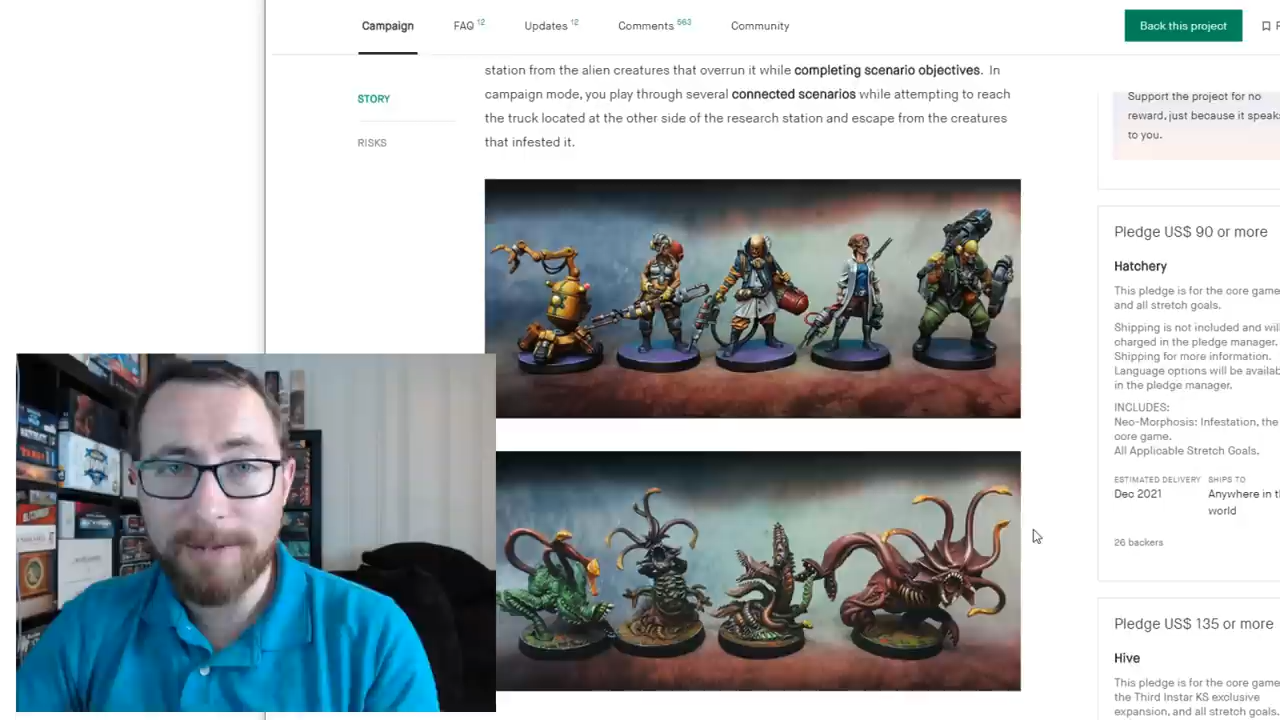 Campaign
FAQ 12
Updates 12
Comments 563
Community
Back this project
STORY
RISKS
station from the alien creatures that overrun it while completing scenario objectives. In
campaign mode, you play through several connected scenarios while attempting to reach
the truck located at the other side of the research station and escape from the creatures
that infested it.
Support the project for no
reward, just because it speaks
to you.
Pledge US$ 90 or more
Hatchery
This pledge is for the core game
and all stretch goals.
Shipping is not included and will
charged in the pledge manager.
Shipping for more information.
Language options will be availab
in the pledge manager.
INCLUDES:
Neo-Morphosis: Infestation, the
core game.
All Applicable Stretch Goals.
ESTIMATED DELIVERY
Dec 2021
SHIPS TO
Anywhere in th
world
26 backers
Pledge US$ 135 or more
Hive
This pledge is for the core game
the Third Instar KS exclusive
expansion, and all stretch goals.